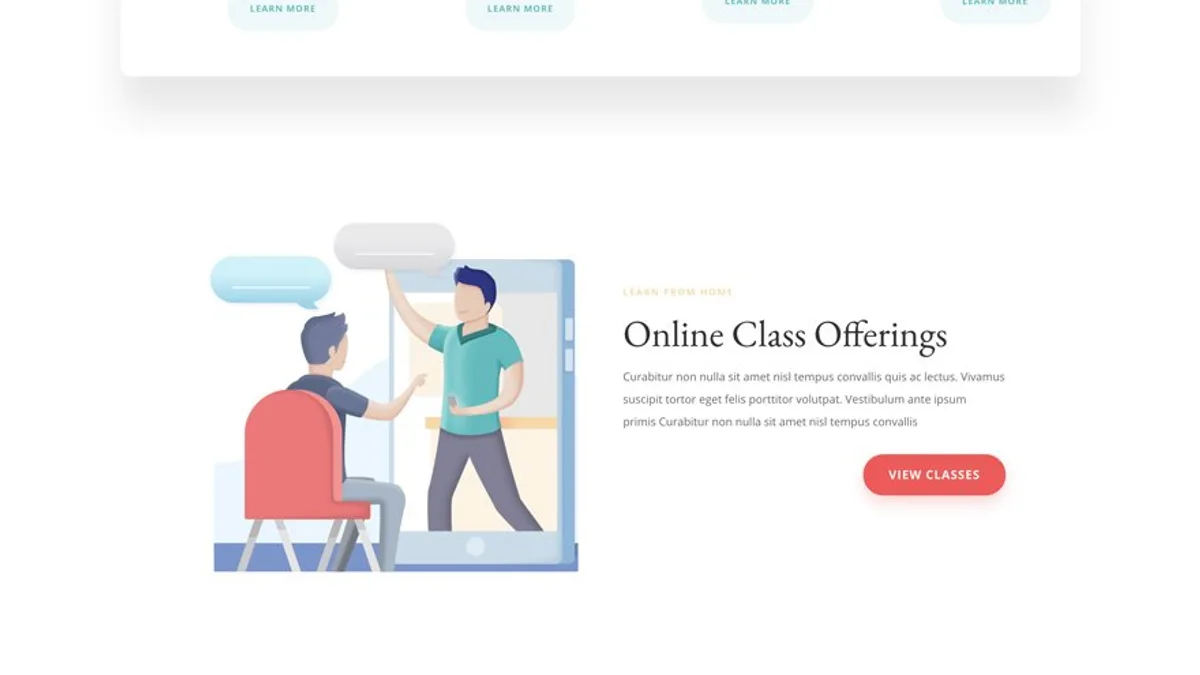 LEARN MORE
LEARN MORE
LEARN MORE
LEARN MORE
LEARN FROM HOME
Online Class Offerings
Curabitur non nulla sit amet nisl tempus convallis quis ac lectus. Vivamus
suscipit tortor eget felis porttitor volutpat. Vestibulum ante ipsum
primis Curabitur non nulla sit amet nisl tempus convallis
VIEW CLASSES